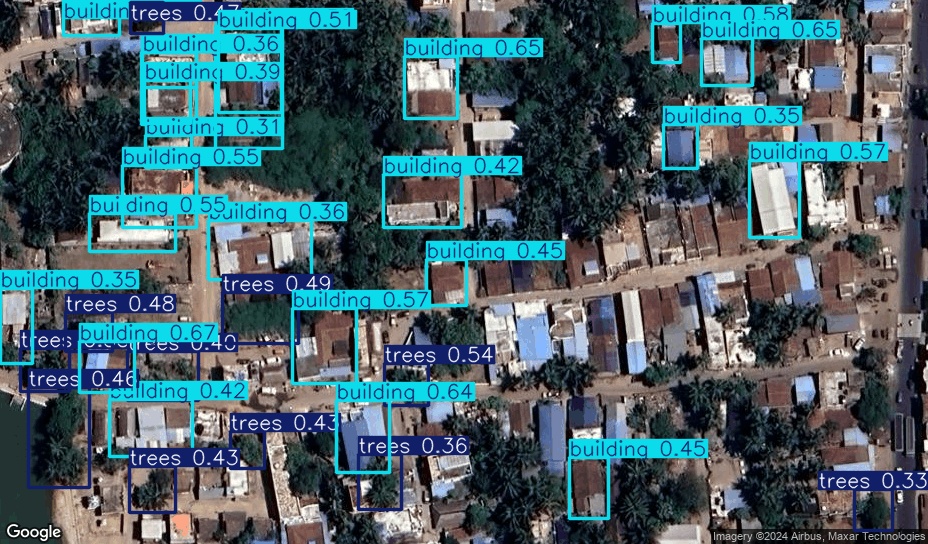 building
trees 0.47
building 0.51
building 0.58
building 0.65
building 0.36
building 0.65
building 0.39
building 0.35
building 0.31
building 0.57
building 0.55
building 0.42
building 0.55
building 0.36
building 0.45
building 0.35
trees 0.49
trees 0.48
building 0.57
building 0.67
trees 0.54
trees 0.46
building 0.42
building 0.64
trees 0.43
trees 0.43
trees 0.36
building 0.45
trees 0.33
Google
Imagery ©2024 Airbus, Maxar Technologies